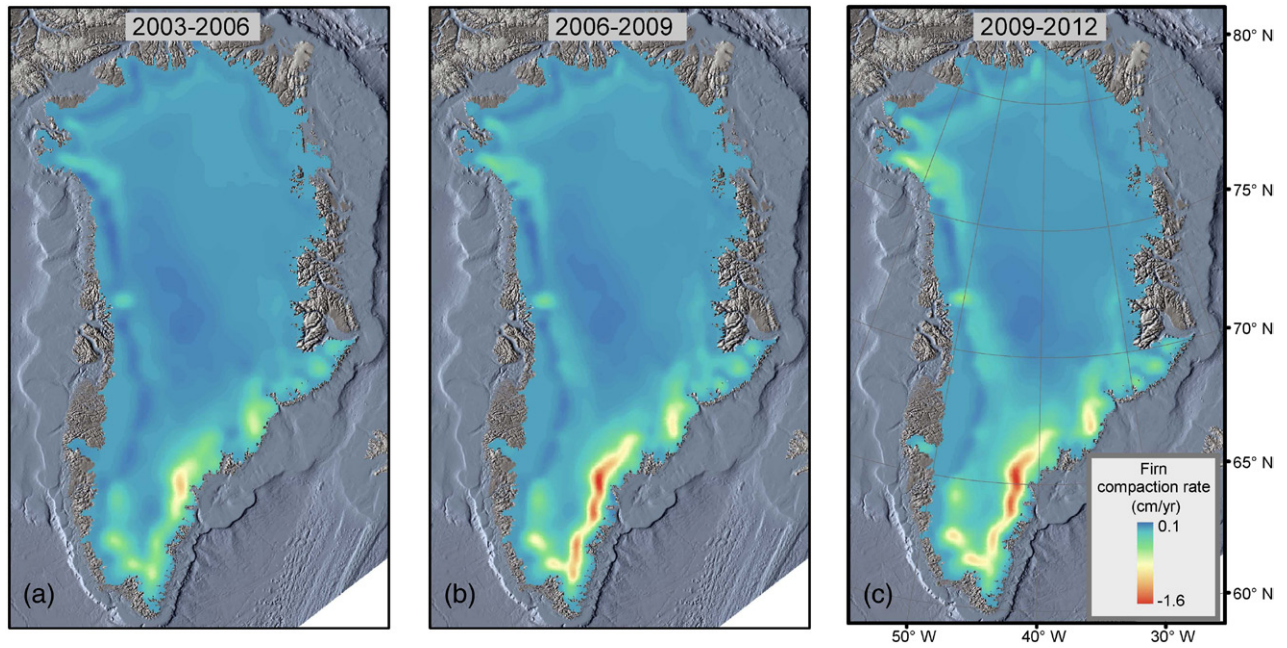 2003-2006
2006-2009
2009-2012
80° N
75° N
70° N
65° N
60° N
Firn
compaction rate
(cm/yr)
0.1
-1.6
(a)
(b)
(c)
50° W
40° W
30° W